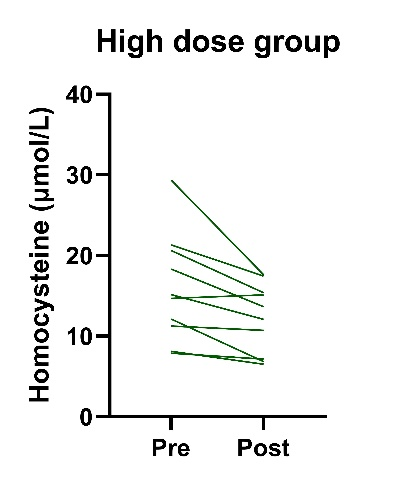 High dose group
Homocysteine (μmol/L)
40
30
20
10
0
Pre
Post